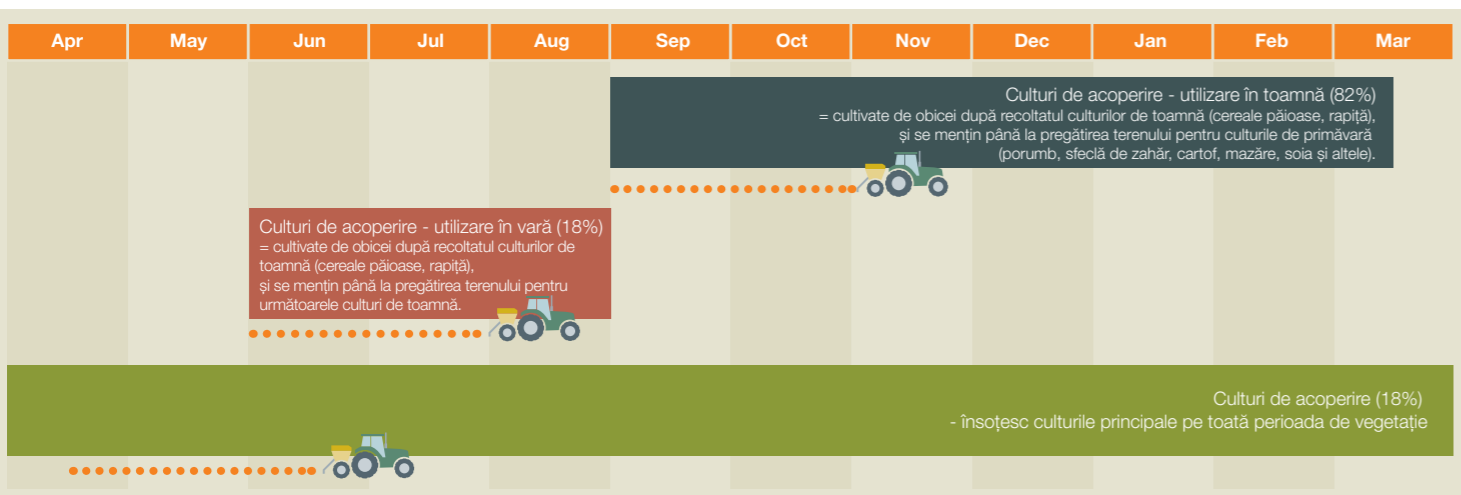 Apr May Jun Jul Aug Sep Oct Nov Dec Jan Feb Mar
Culturi de acoperire - utilizare în toamnă (82%)
= cultivate de obicei după recoltatul culturilor de toamnă (cereale păioase, rapiță),
și se mențin până la pregătirea terenului pentru culturile de primăvară
(porumb, sfeclă de zahăr, cartof, mazăre, soia și altele).
Culturi de acoperire - utilizare în vară (18%)
= cultivate de obicei după recoltatul culturilor de
toamnă (cereale păioase, rapiță),
și se mențin până la pregătirea terenului pentru
următoarele culturi de toamnă.
Culturi de acoperire (18%)
- însoțesc culturile principale pe toată perioada de vegetație